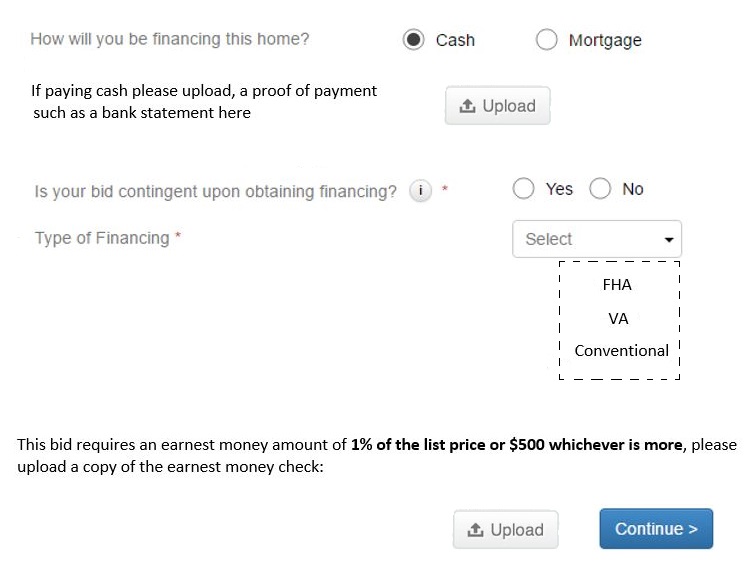 How will you be financing this home? Cash Mortgage
If paying cash please upload, a proof of payment
such as a bank statement here
Upload
Is your bid contingent upon obtaining financing? i * Yes No
Type of Financing * Select
FHA
VA
Conventional
This bid requires an earnest money amount of 1% of the list price or $500 whichever is more, please
upload a copy of the earnest money check:
Upload Continue >